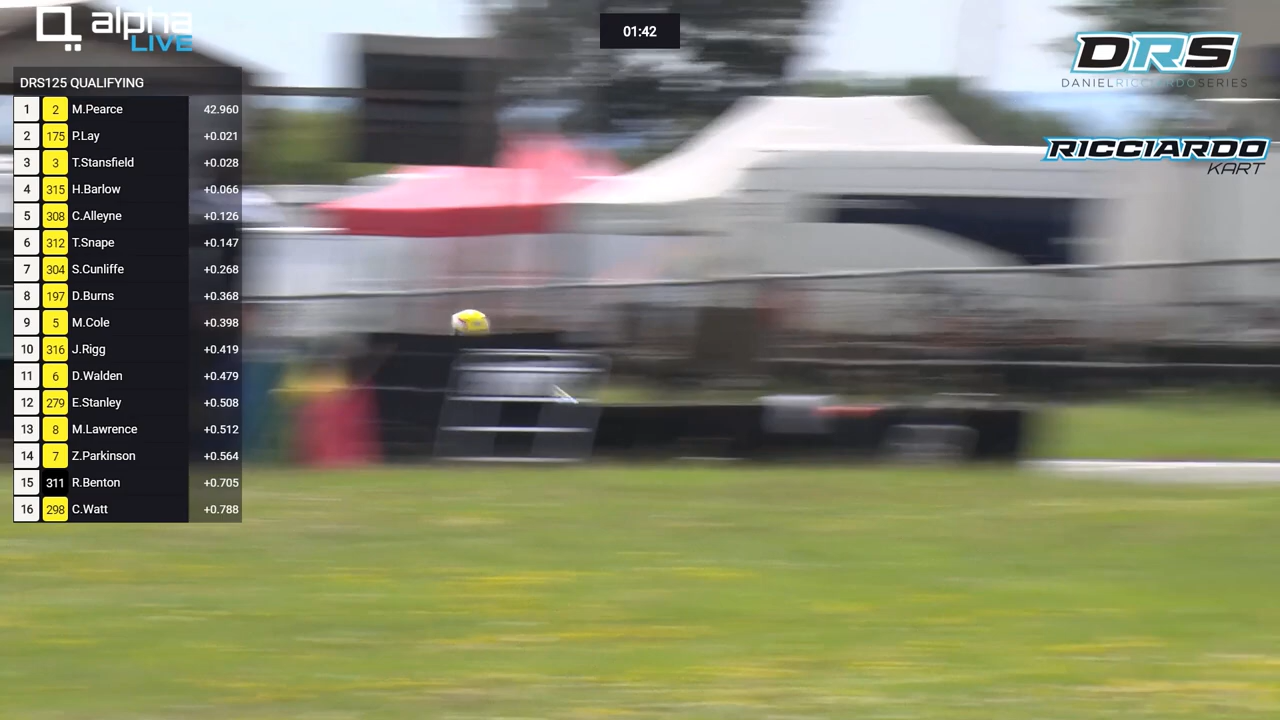 alpha
LIVE
01:42
DRS
DANIELRICCIARDOSERIES
RICCIARDO
KART
DRS125 QUALIFYING
1 2 M.Pearce 42.960
2 175 P.Lay +0.021
3 3 T.Stansfield +0.028
4 315 H.Barlow +0.066
5 308 C.Alleyne +0.126
6 312 T.Snape +0.147
7 304 S.Cunliffe +0.268
8 197 D.Burns +0.368
9 5 M.Cole +0.398
10 316 J.Rigg +0.419
11 6 D.Walden +0.479
12 279 E.Stanley +0.508
13 8 M.Lawrence +0.512
14 7 Z.Parkinson +0.564
15 311 R.Benton +0.705
16 298 C.Watt +0.788